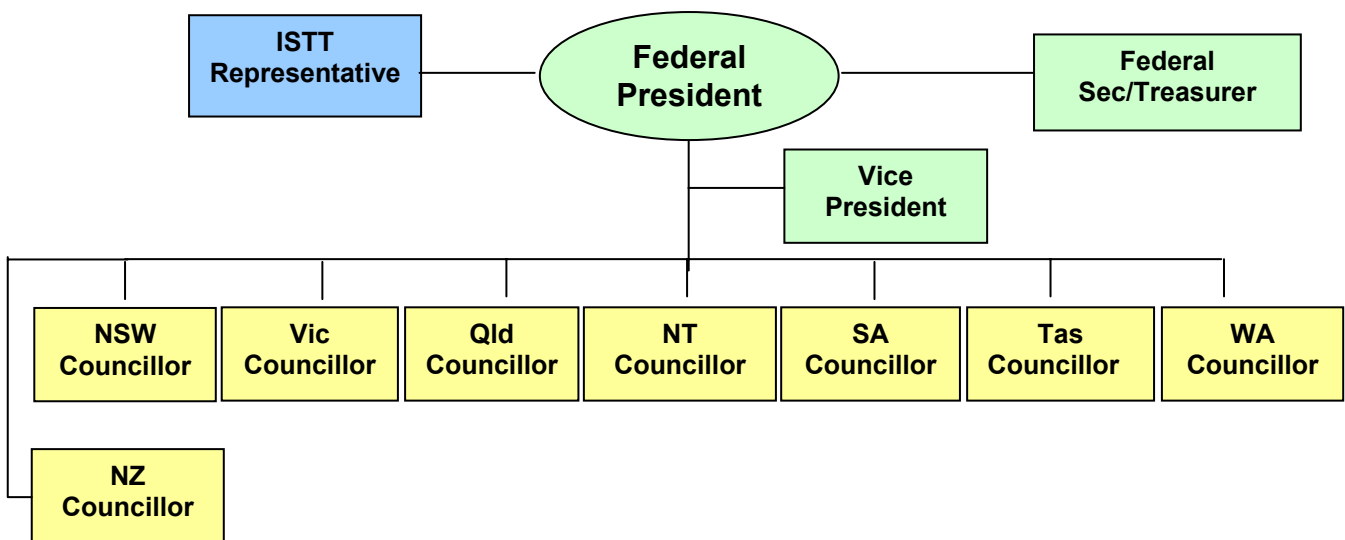 ISTT
Representative
Federal
President
Federal
Sec/Treasurer
Vice
President
NSW
Councillor
Vic
Councillor
Qld
Councillor
NT
Councillor
SA
Councillor
Tas
Councillor
WA
Councillor
NZ
Councillor